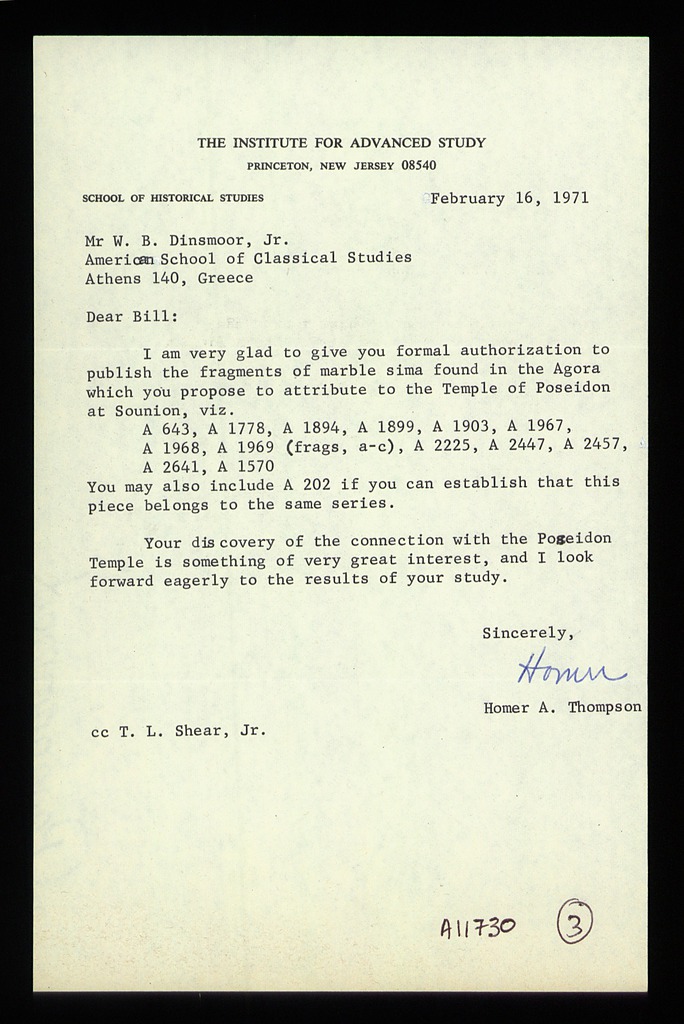 THE INSTITUTE FOR ADVANCED STUDY
PRINCETON, NEW JERSEY 08540
SCHOOL OF HISTORICAL STUDIES
February 16, 1971
Mr W. B. Dinsmoor, Jr.
American School of Classical Studies
Athens 140, Greece
Dear Bill:
I am very glad to give you formal authorization to
publish the fragments of marble sima found in the Agora
which you propose to attribute to the Temple of Poseidon
at Sounion, viz.
A 643, A 1778, A 1894, A 1899, A 1903, A 1967,
A 1968, A 1969 (frags, a-c), A 2225, A 2447, A 2457,
A 2641, A 1570
You may also include A 202 if you can establish that this
piece belongs to the same series.
Your discovery of the connection with the Poseidon
Temple is something of very great interest, and I look
forward eagerly to the results of your study.
Sincerely,
Homer
Homer A. Thompson
cc T. L. Shear, Jr.
A11730 3